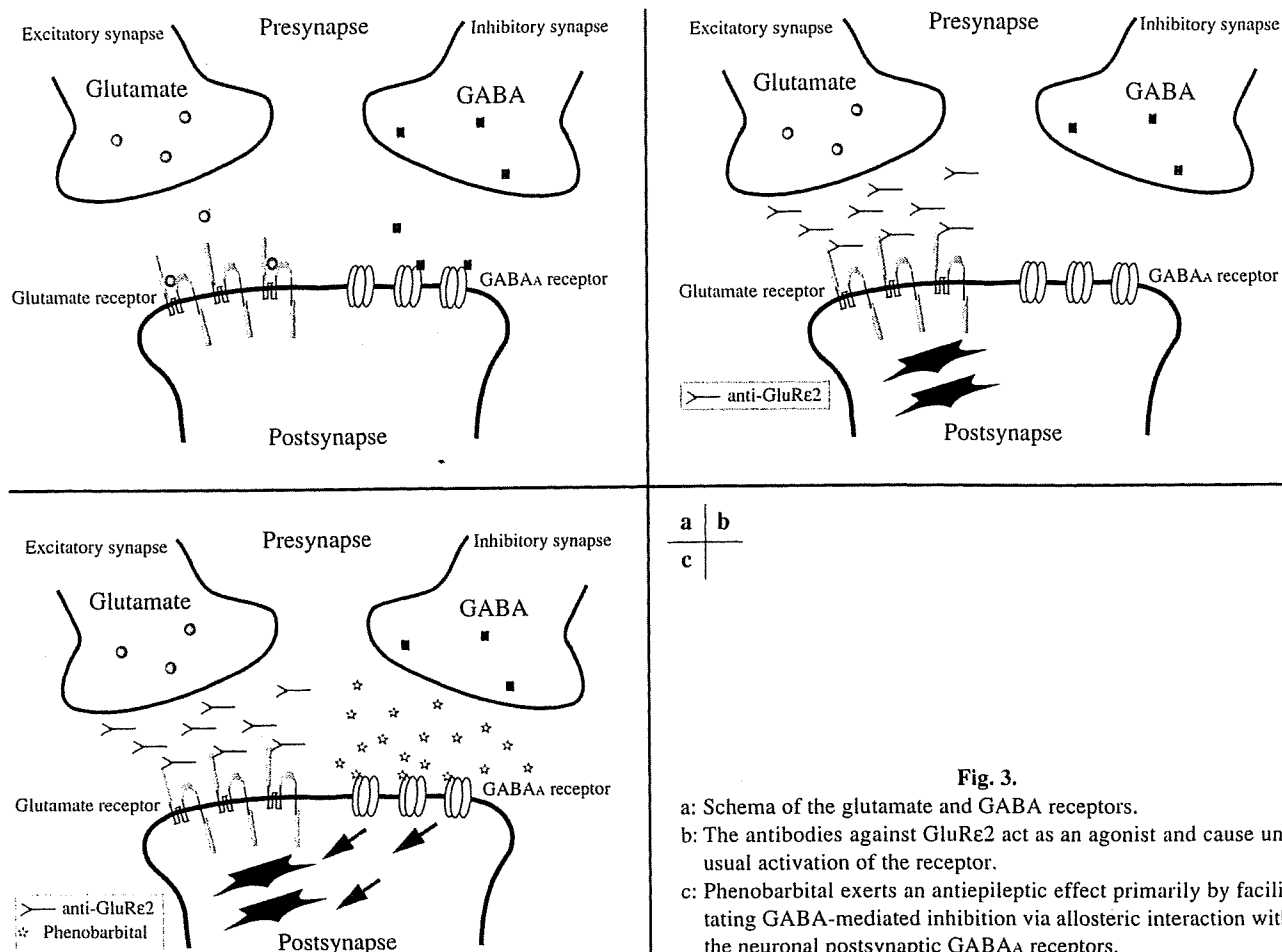 Excitatory synapse
Presynapse
Inhibitory synapse
Glutamate
GABA
Glutamate receptor
GABAA receptor
Postsynapse
Excitatory synapse
Presynapse
Inhibitory synapse
Glutamate
GABA
Glutamate receptor
GABAA receptor
anti-GluRε2
Postsynapse
Excitatory synapse
Presynapse
Inhibitory synapse
Glutamate
GABA
Glutamate receptor
GABAA receptor
anti-GluRε2
Phenobarbital
Postsynapse
a b
c
Fig. 3.
a: Schema of the glutamate and GABA receptors.
b: The antibodies against GluRε2 act as an agonist and cause un-
usual activation of the receptor.
c: Phenobarbital exerts an antiepileptic effect primarily by facili-
tating GABA-mediated inhibition via allosteric interaction with
the neuronal postsynaptic GABAA receptors.